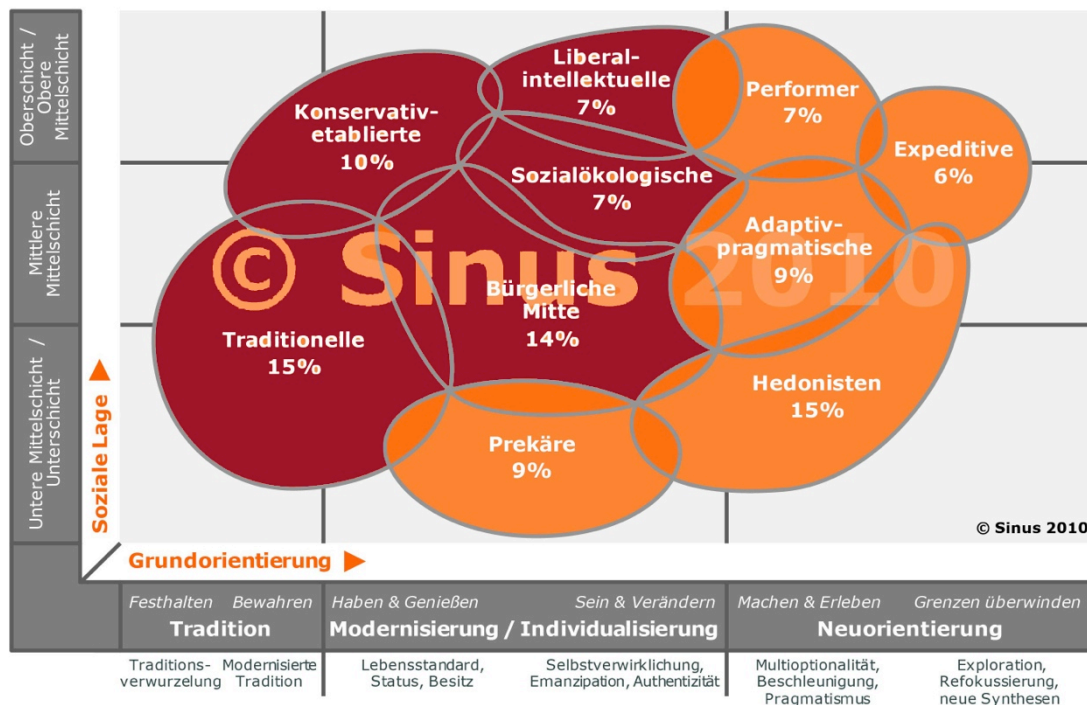 Oberschicht /
Obere
Mittelschicht
Mittlere
Mittelschicht
Untere Mittelschicht /
Unterschicht
Soziale Lage ▶
Liberal-
intellektuelle
7%
Performer
7%
Konservativ-
etablierte
10%
Expeditive
6%
Sozialökologische
7%
Adaptiv-
pragmatische
9%
© Sinus 2010
Bürgerliche
Mitte
14%
Traditionelle
15%
Hedonisten
15%
Prekäre
9%
© Sinus 2010
Grundorientierung ▶
Festhalten Bewahren Haben & Genießen Sein & Verändern Machen & Erleben Grenzen überwinden
Tradition Modernisierung / Individualisierung Neuorientierung
Traditions-
verwurzelung
Modernisierte
Tradition
Lebensstandard,
Status, Besitz
Selbstverwirklichung,
Emanzipation, Authentizität
Multioptionalität,
Beschleunigung,
Pragmatismus
Exploration,
Refokussierung,
neue Synthesen